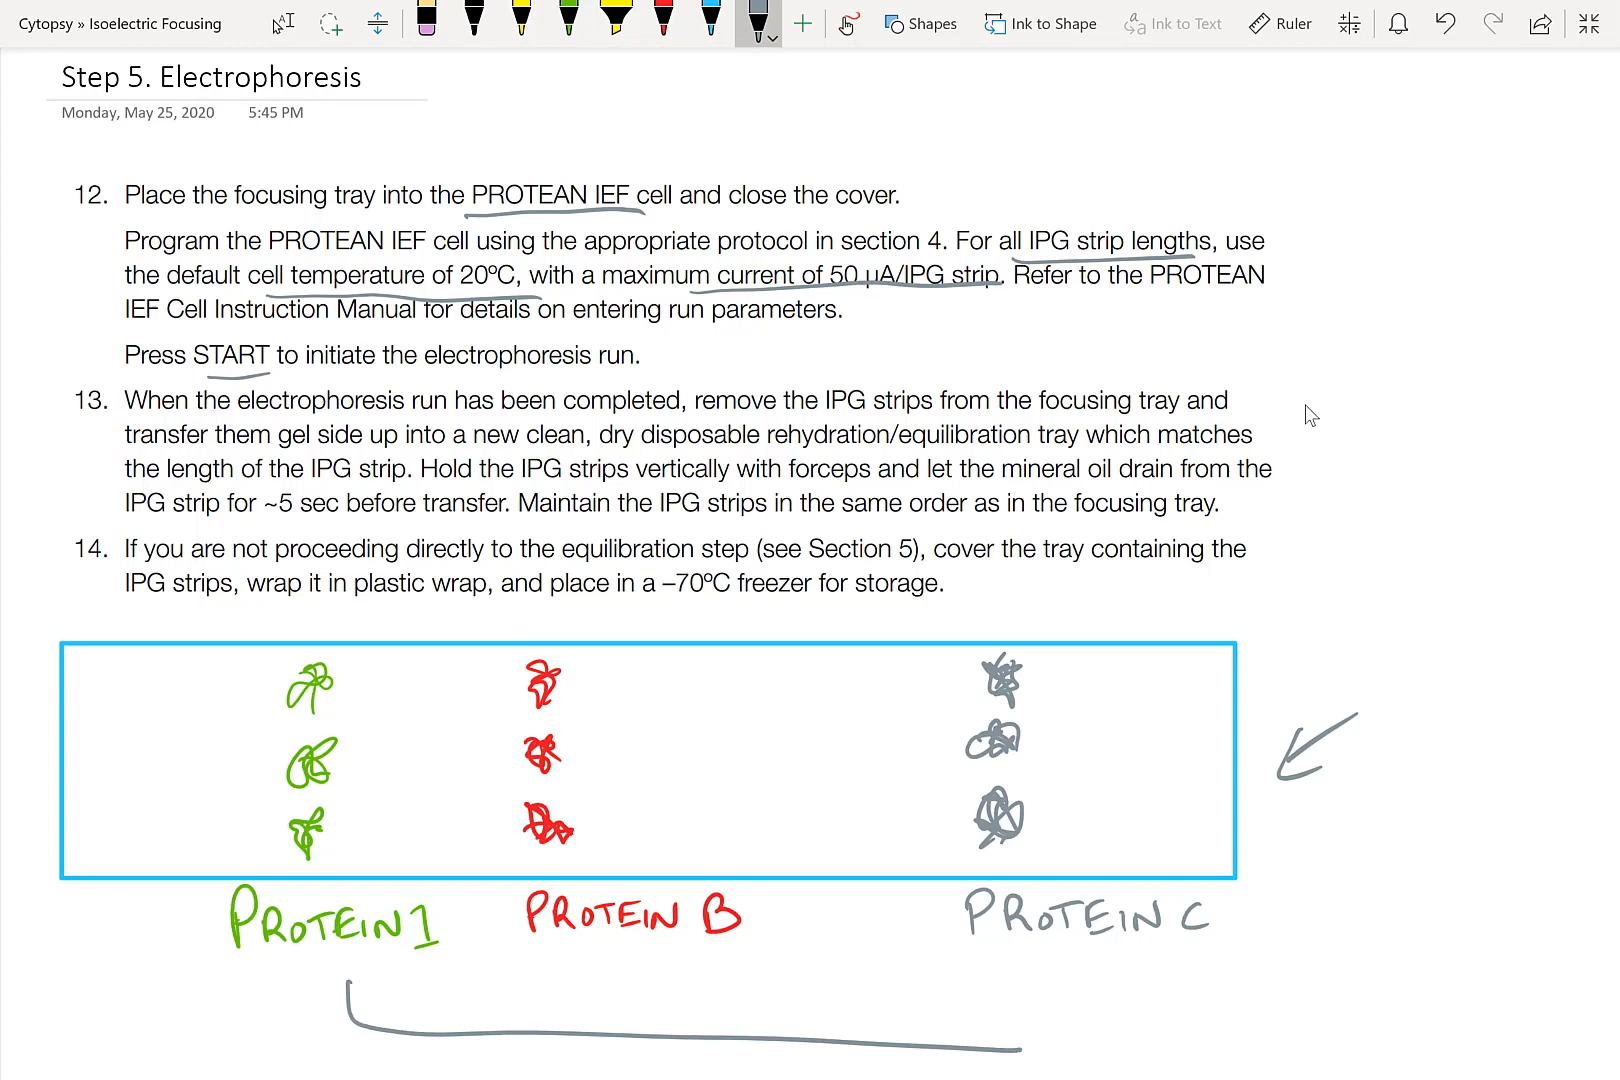 Cytopsy » Isoelectric Focusing
Shapes
Ink to Shape
Ink to Text
Ruler
Step 5. Electrophoresis
Monday, May 25, 2020 5:45 PM
12. Place the focusing tray into the PROTEAN IEF cell and close the cover.
Program the PROTEAN IEF cell using the appropriate protocol in section 4. For all IPG strip lengths, use
the default cell temperature of 20ºC, with a maximum current of 50 µA/IPG strip. Refer to the PROTEAN
IEF Cell Instruction Manual for details on entering run parameters.
Press START to initiate the electrophoresis run.
13. When the electrophoresis run has been completed, remove the IPG strips from the focusing tray and
transfer them gel side up into a new clean, dry disposable rehydration/equilibration tray which matches
the length of the IPG strip. Hold the IPG strips vertically with forceps and let the mineral oil drain from the
IPG strip for ~5 sec before transfer. Maintain the IPG strips in the same order as in the focusing tray.
14. If you are not proceeding directly to the equilibration step (see Section 5), cover the tray containing the
IPG strips, wrap it in plastic wrap, and place in a –70ºC freezer for storage.
PROTEIN 1
PROTEIN B
PROTEIN C